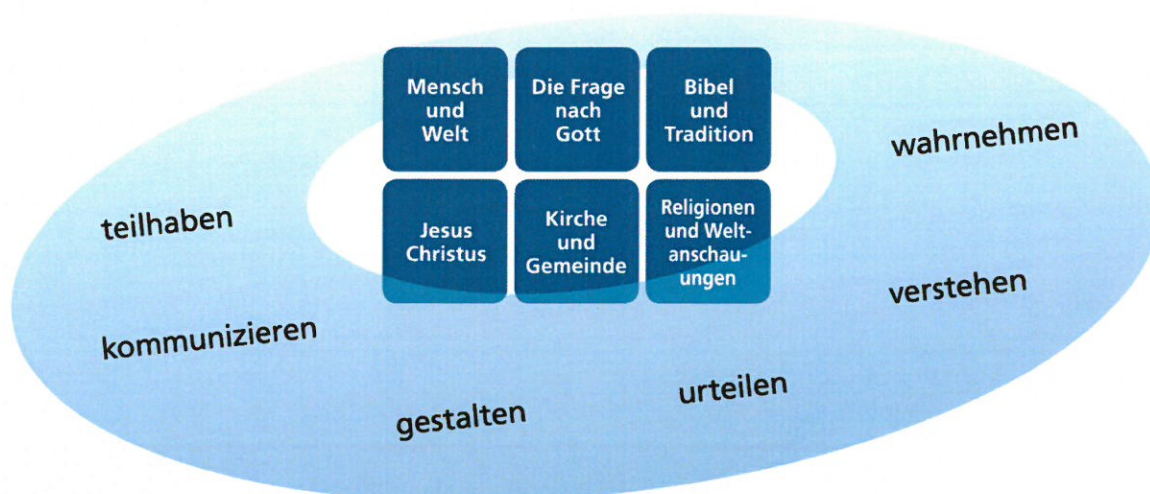 Mensch
und
Welt
Die Frage
nach
Gott
Bibel
und
Tradition
Jesus
Christus
Kirche
und
Gemeinde
Religionen
und Welt-
anschau-
ungen
wahrnehmen
verstehen
urteilen
gestalten
kommunizieren
teilhaben